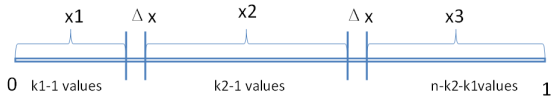 x1 Δ x x2 Δ x x3
0 k1-1 values k2-1 values n-k2-k1values 1